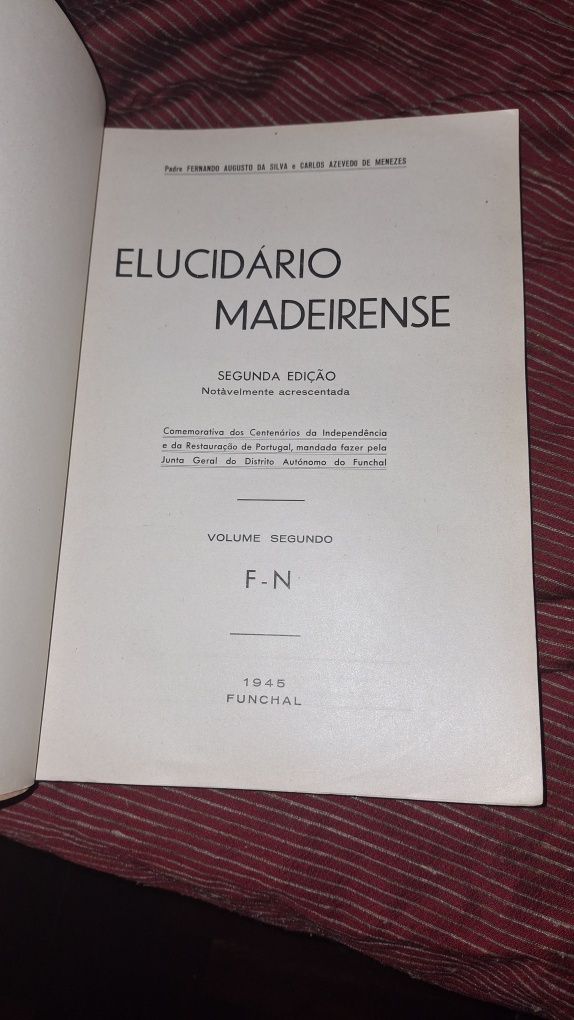 Padre FERNANDO AUGUSTO DA SILVA e CARLOS AZEVEDO DE MENEZES
ELUCIDÁRIO
MADEIRENSE
SEGUNDA EDIÇÃO
Notàvelmente acrescentada
Comemorativa dos Centenários da Independência
e da Restauração de Portugal, mandada fazer pela
Junta Geral do Distrito Autónomo do Funchal
VOLUME SEGUNDO
F-N
1945
FUNCHAL